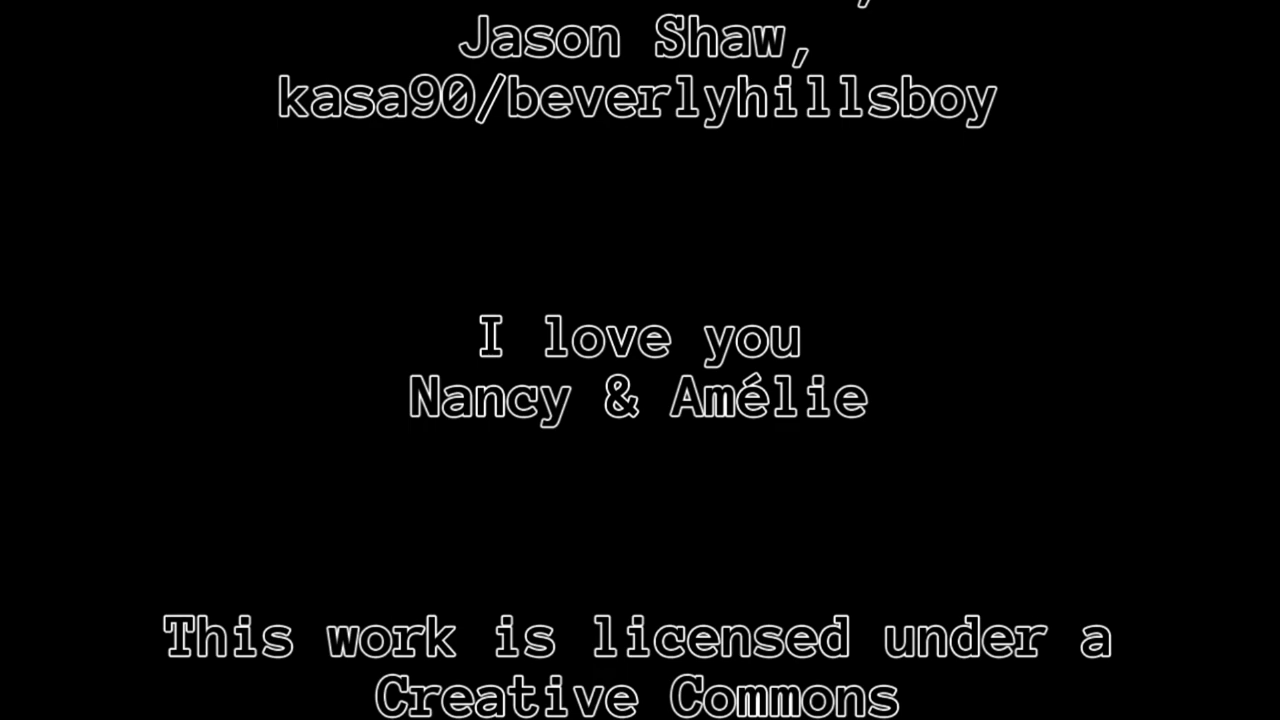 Jason Shaw,
kasa90/beverlyhillsboy
I love you
Nancy & Amélie
This work is licensed under a
Creative Commons